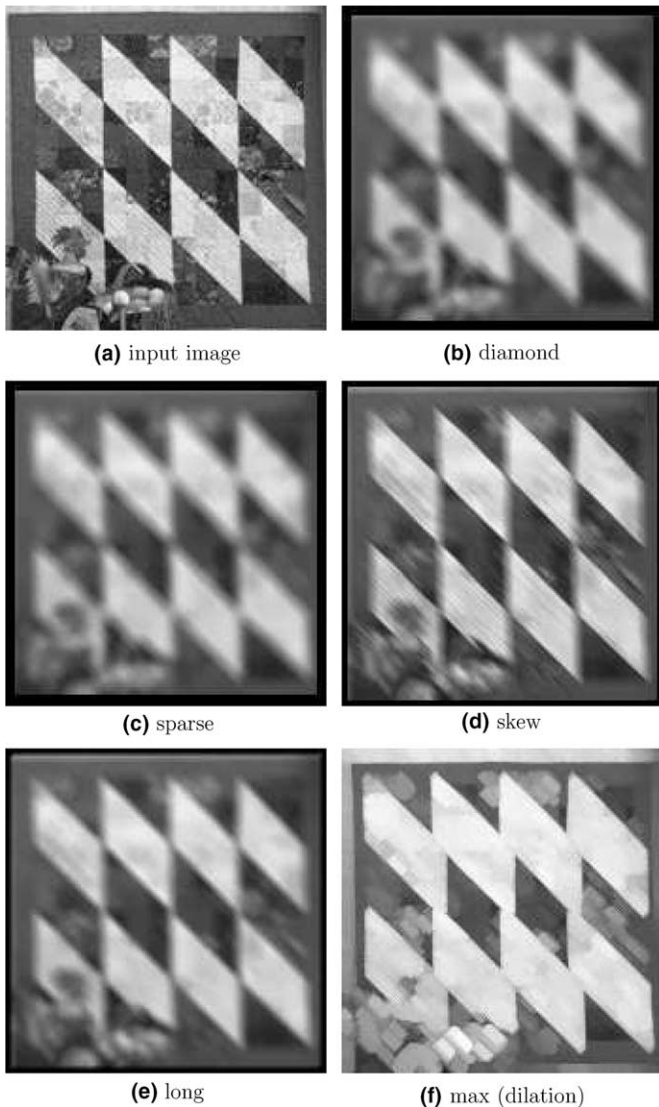 (a) input image
(b) diamond
(c) sparse
(d) skew
(e) long
(f) max (dilation)